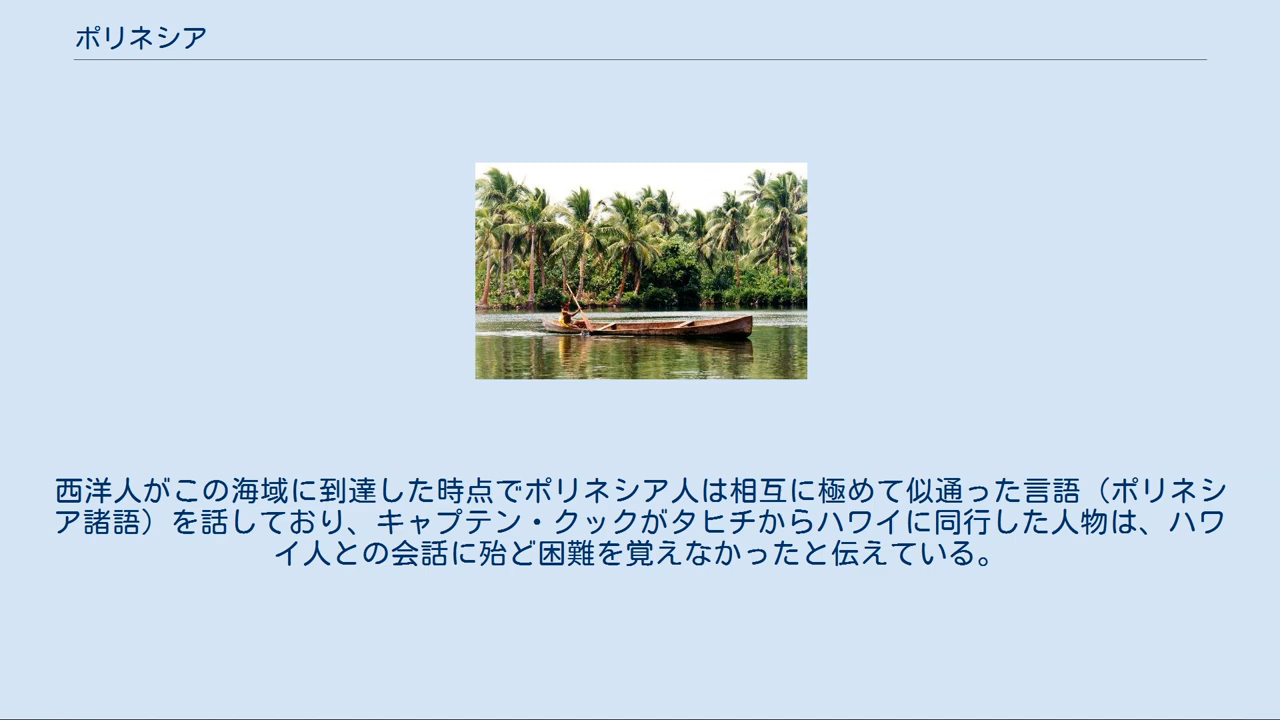 ポリネシア
西洋人がこの海域に到達した時点でポリネシア人は相互に極めて似通った言語（ポリネシ
ア諸語）を話しており、キャプテン・クックがタヒチからハワイに同行した人物は、ハワ
イ人との会話に殆ど困難を覚えなかったと伝えている。